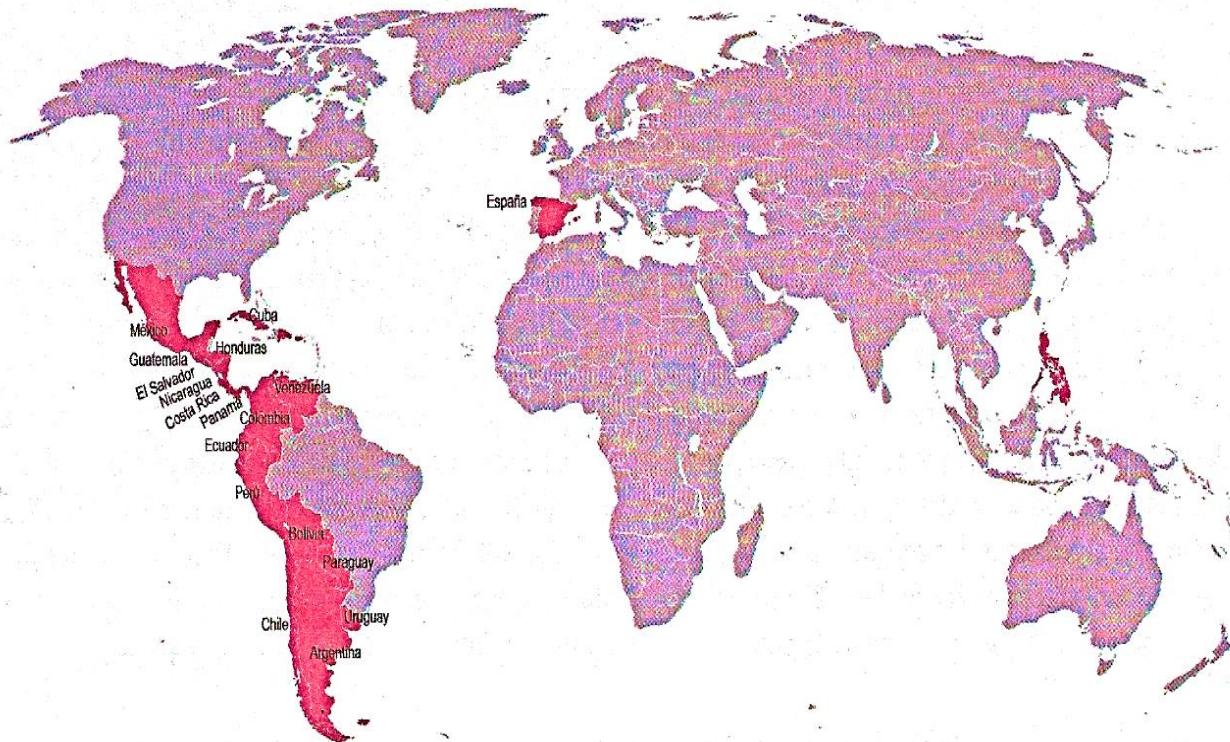 España
Cuba
México
Honduras
Guatemala
El Salvador
Nicaragua
Costa Rica
Panamá
Venezuela
Colombia
Ecuador
Perú
Bolivia
Paraguay
Chile
Uruguay
Argentina